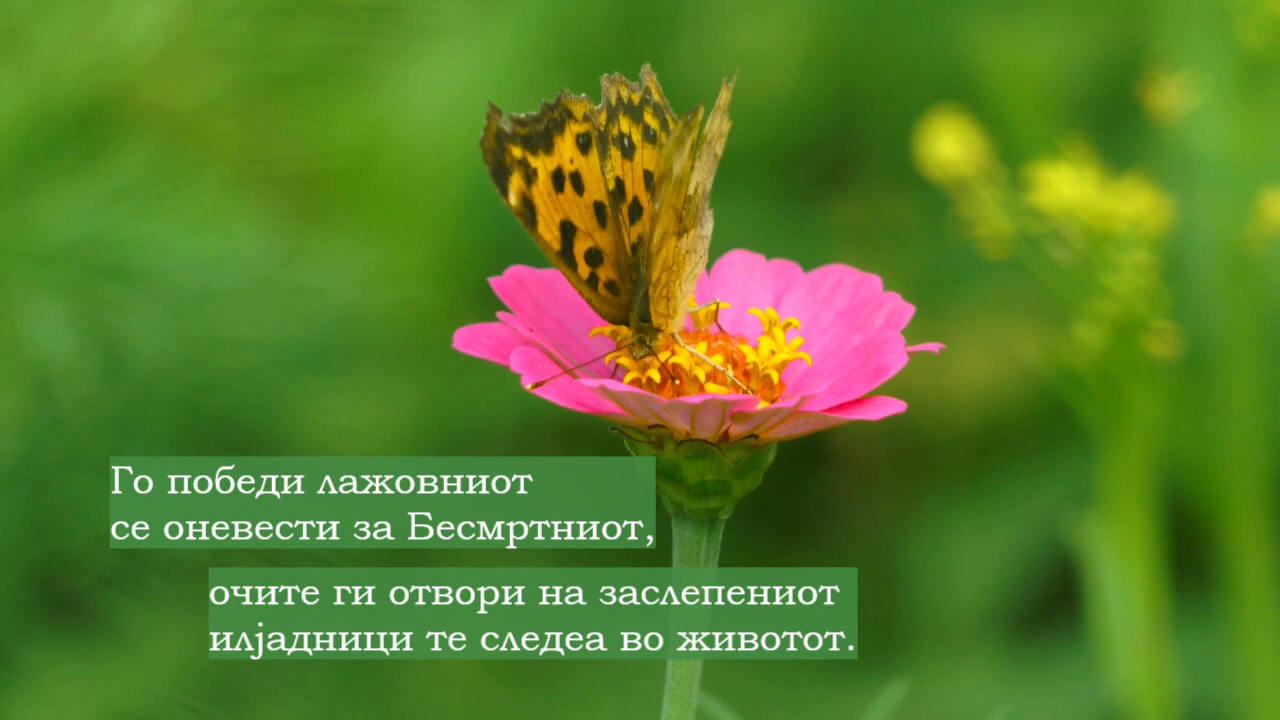 Го победи лажовниот
се оневести за Бесмртниот,
очите ги отвори на заслепениот
илјадници те следеа во животот.